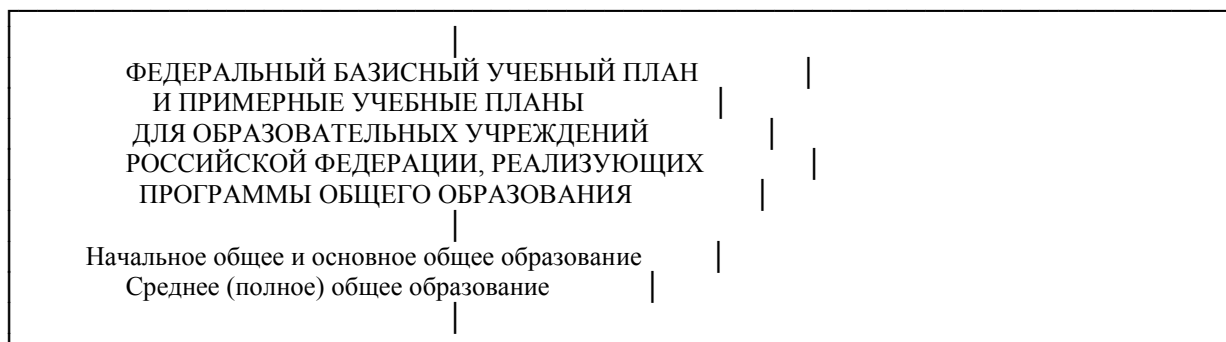 ФЕДЕРАЛЬНЫЙ БАЗИСНЫЙ УЧЕБНЫЙ ПЛАН
И ПРИМЕРНЫЕ УЧЕБНЫЕ ПЛАНЫ
ДЛЯ ОБРАЗОВАТЕЛЬНЫХ УЧРЕЖДЕНИЙ
РОССИЙСКОЙ ФЕДЕРАЦИИ, РЕАЛИЗУЮЩИХ
ПРОГРАММЫ ОБЩЕГО ОБРАЗОВАНИЯ
Начальное общее и основное общее образование
Среднее (полное) общее образование